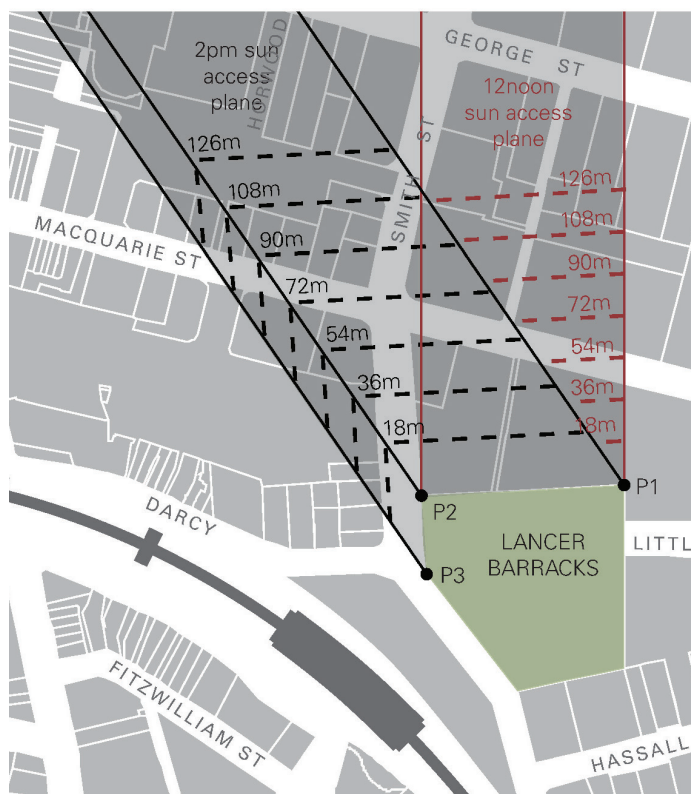 2pm sun
access
plane
HORWOOD
GEORGE ST
12noon
sun access
plane
SMITH ST
126m
126m
108m
108m
MACQUARIE ST
90m
90m
72m
72m
54m
54m
36m
36m
18m
18m
P1
P2
DARCY
LANCER
BARRACKS
LITTL
P3
FITZWILLIAM ST
HASSALL